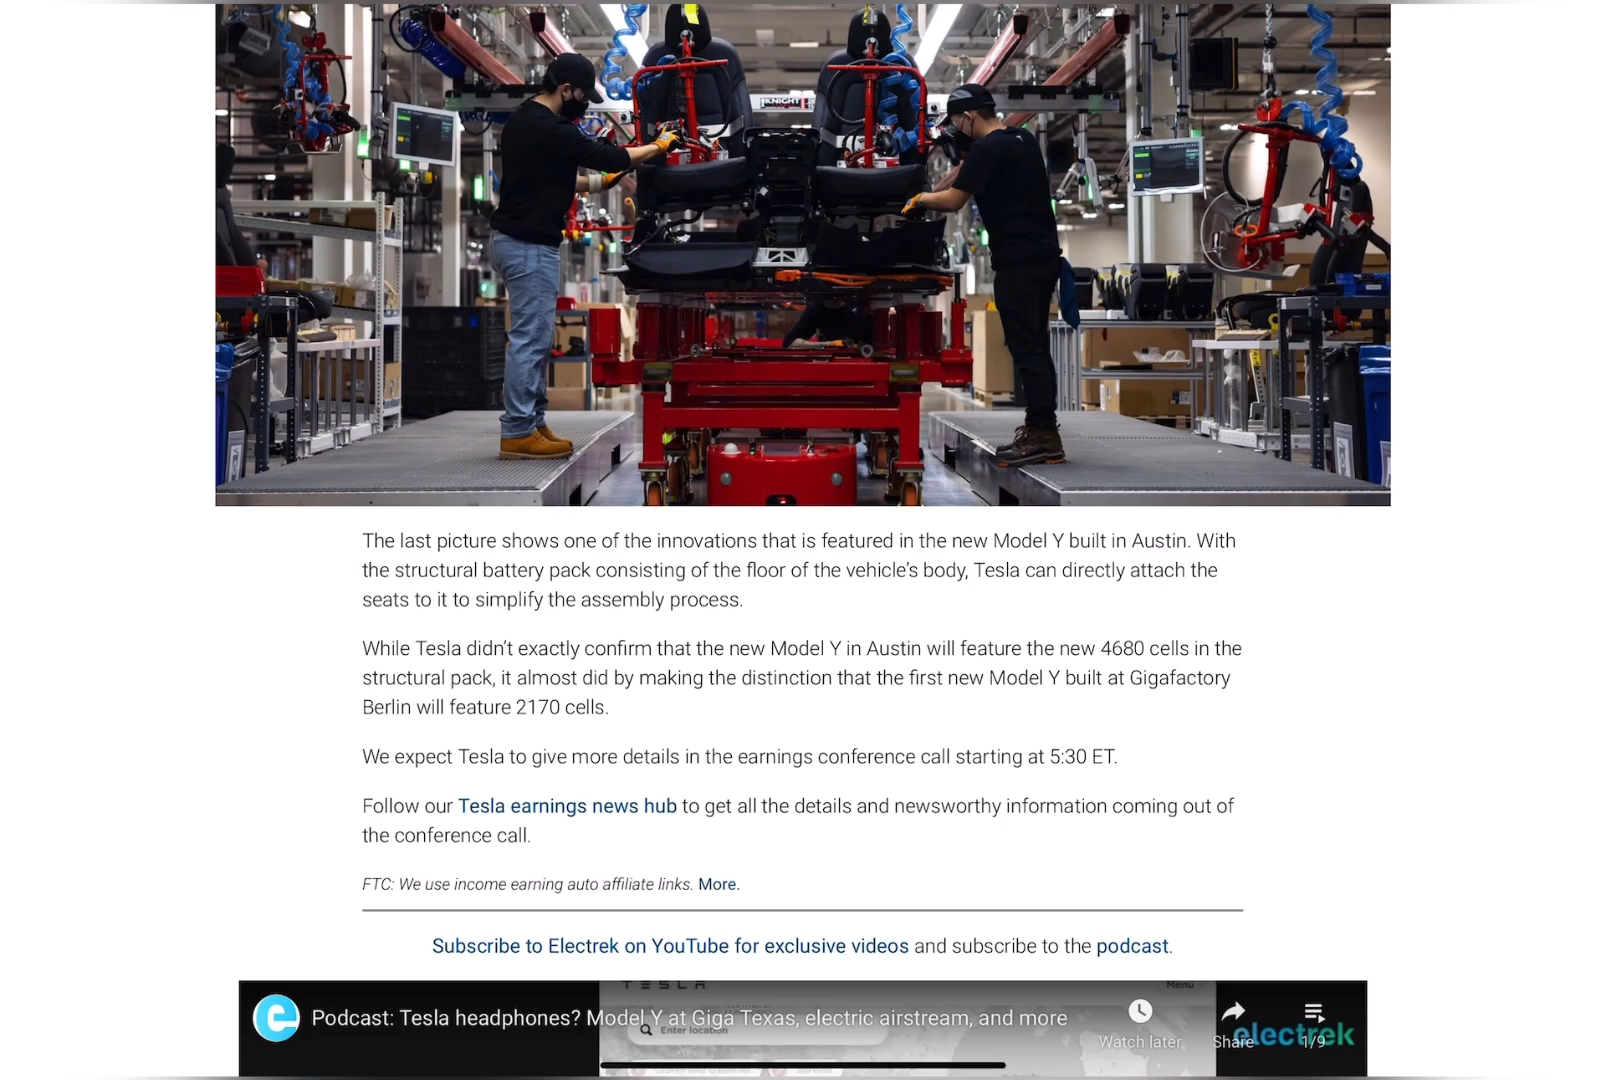 KNIGHT
The last picture shows one of the innovations that is featured in the new Model Y built in Austin. With
the structural battery pack consisting of the floor of the vehicle’s body, Tesla can directly attach the
seats to it to simplify the assembly process.
While Tesla didn’t exactly confirm that the new Model Y in Austin will feature the new 4680 cells in the
structural pack, it almost did by making the distinction that the first new Model Y built at Gigafactory
Berlin will feature 2170 cells.
We expect Tesla to give more details in the earnings conference call starting at 5:30 ET.
Follow our Tesla earnings news hub to get all the details and newsworthy information coming out of
the conference call.
FTC: We use income earning auto affiliate links. More.
Subscribe to Electrek on YouTube for exclusive videos and subscribe to the podcast.
TESLA Menu
Podcast: Tesla headphones? Model Y at Giga Texas, electric airstream, and more
Enter location
Watch later Share 1/9
electrek